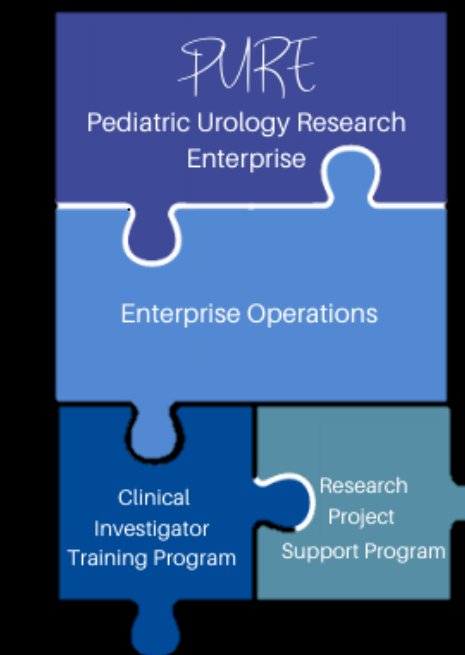 PURE
Pediatric Urology Research
Enterprise
Enterprise Operations
Clinical
Investigator
Training Program
Research
Project
Support Program